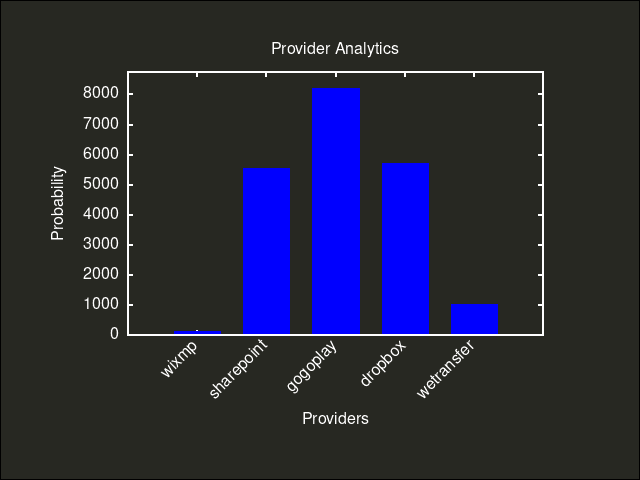 Provider Analytics
Probability
8000
7000
6000
5000
4000
3000
2000
1000
0
wixmp
sharepoint
gogoplay
dropbox
wetransfer
Providers